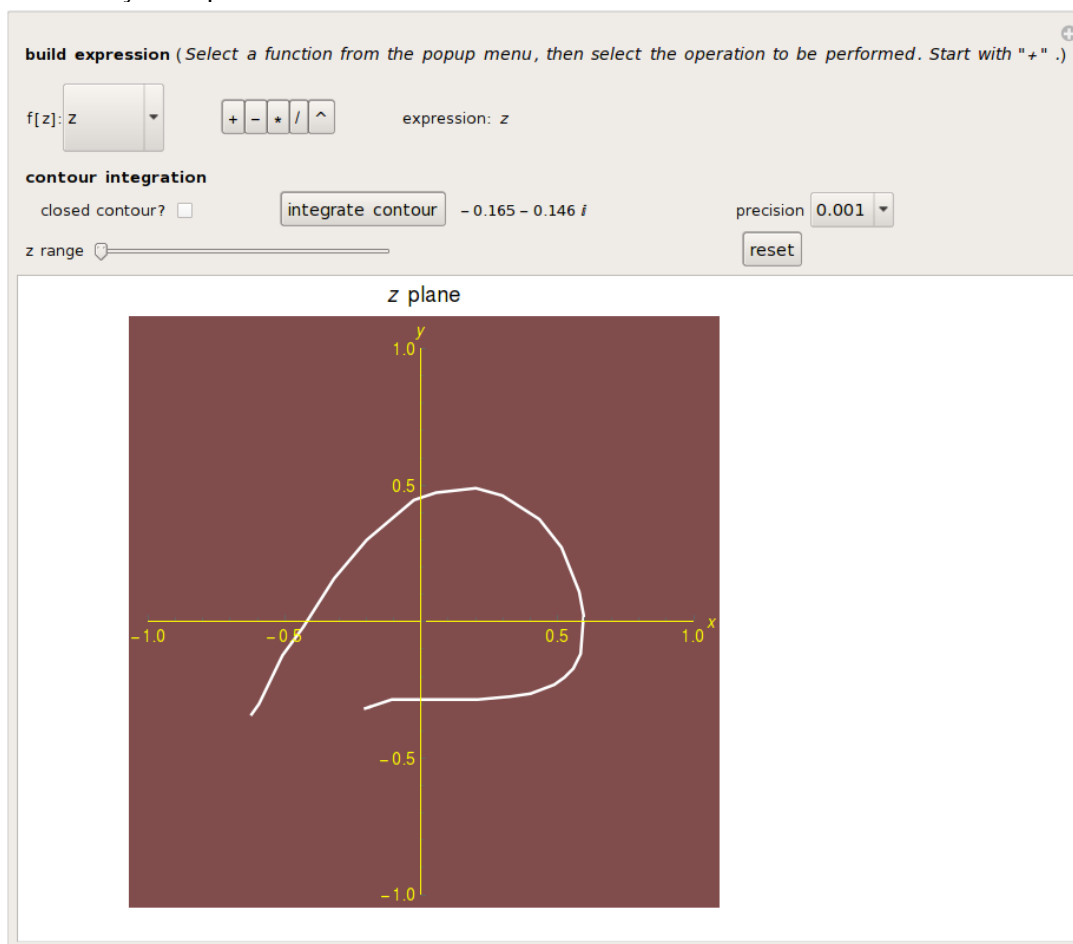 build expression (Select a function from the popup menu, then select the operation to be performed. Start with "+" .)
f[z]: z + − * / ^ expression: z
contour integration
closed contour? integrate contour − 0.165 − 0.146 i precision 0.001
z range reset
z plane
y
1.0
0.5
x
− 1.0 − 0.5 0.5 1.0
− 0.5
− 1.0